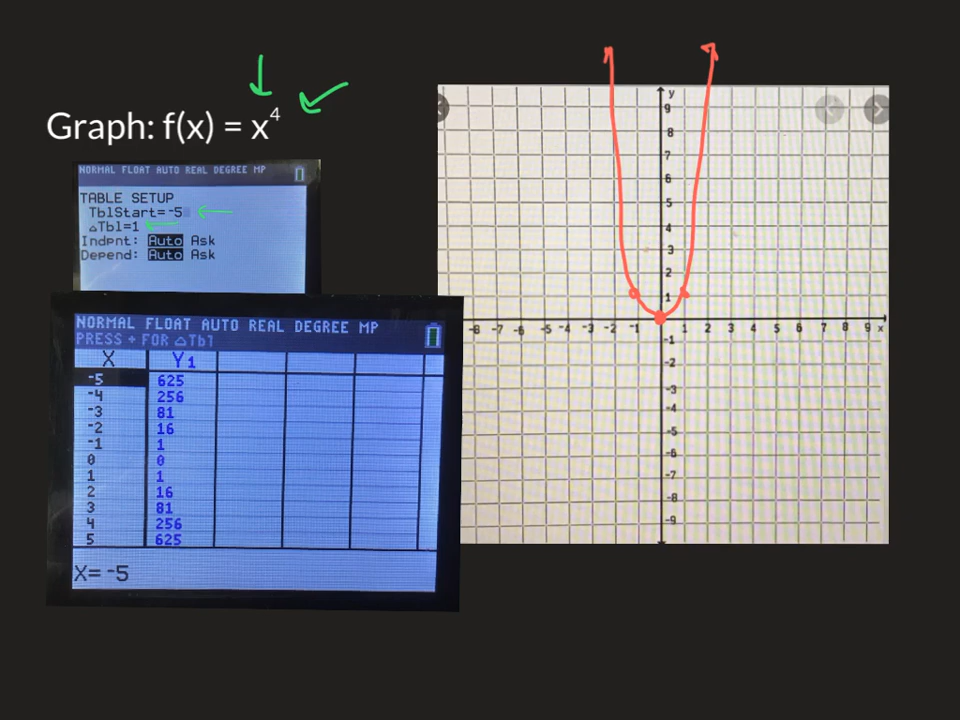 Graph: f(x) = x⁴
NORMAL FLOAT AUTO REAL DEGREE MP
TABLE SETUP
TblStart=-5
△Tbl=1
Indpnt: Auto Ask
Depend: Auto Ask
NORMAL FLOAT AUTO REAL DEGREE MP
PRESS + FOR △Tbl
X Y1
-5 625
-4 256
-3 81
-2 16
-1 1
0 0
1 1
2 16
3 81
4 256
5 625
X= -5
y
9
8
7
6
5
4
3
2
1
-8 -7 -6 -5 -4 -3 -2 -1 1 2 3 4 5 6 7 8 9 x
-1
-2
-3
-4
-5
-6
-7
-8
-9